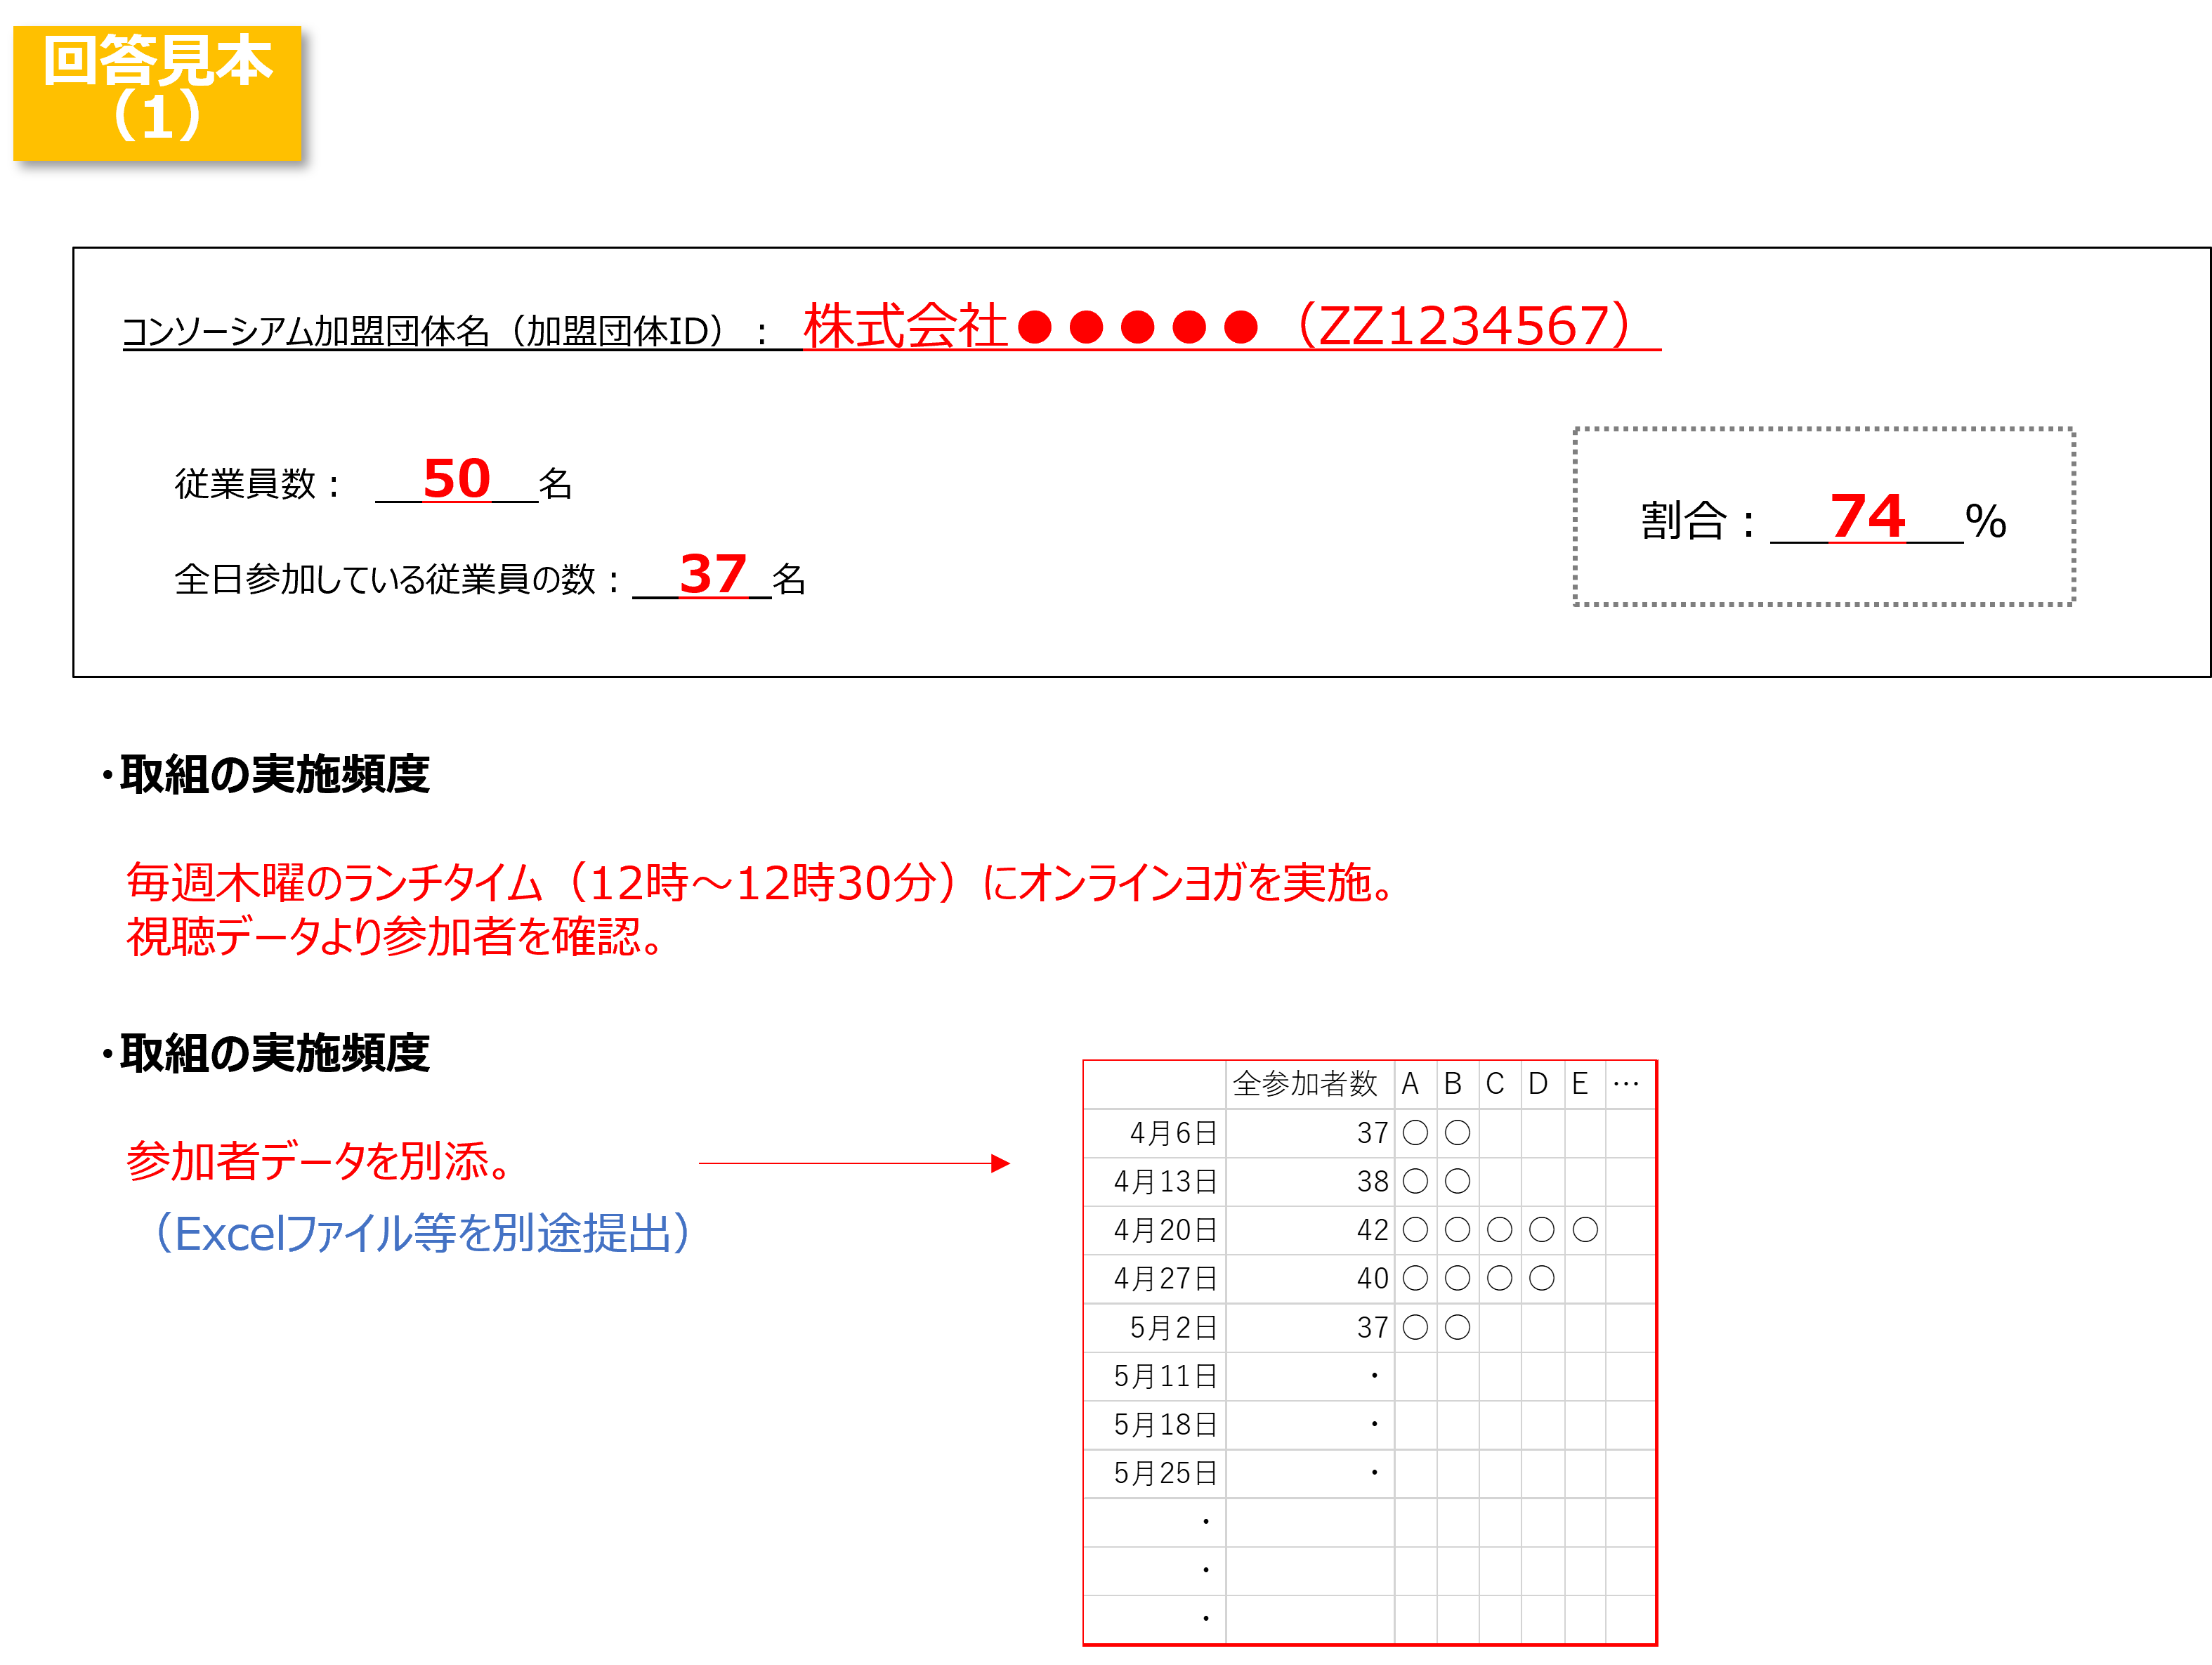 回答見本
（1）
コンソーシアム加盟団体名（加盟団体ID）： 株式会社●●●●●（ZZ1234567）
従業員数： 50 名
割合： 74 %
全日参加している従業員の数： 37 名
・取組の実施頻度
毎週木曜のランチタイム（12時～12時30分）にオンラインヨガを実施。
視聴データより参加者を確認。
・取組の実施頻度
参加者データを別添。
（Excelファイル等を別途提出）
全参加者数 A B C D E …
4月6日 37 ○ ○
4月13日 38 ○ ○
4月20日 42 ○ ○ ○ ○ ○
4月27日 40 ○ ○ ○ ○
5月2日 37 ○ ○
5月11日 ・
5月18日 ・
5月25日 ・
・
・
・